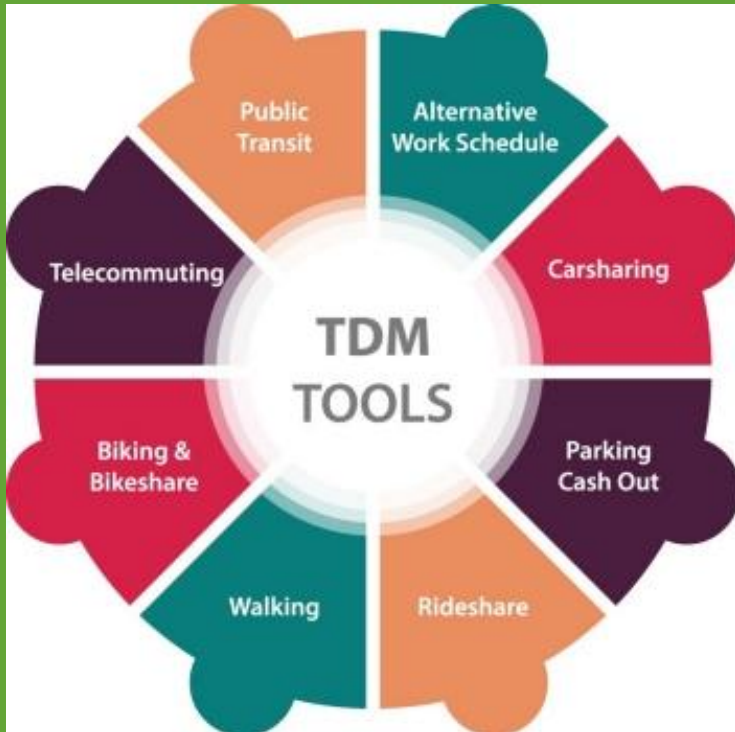 Public
Transit
Alternative
Work Schedule
Telecommuting
Carsharing
TDM
TOOLS
Biking &
Bikeshare
Parking
Cash Out
Walking
Rideshare